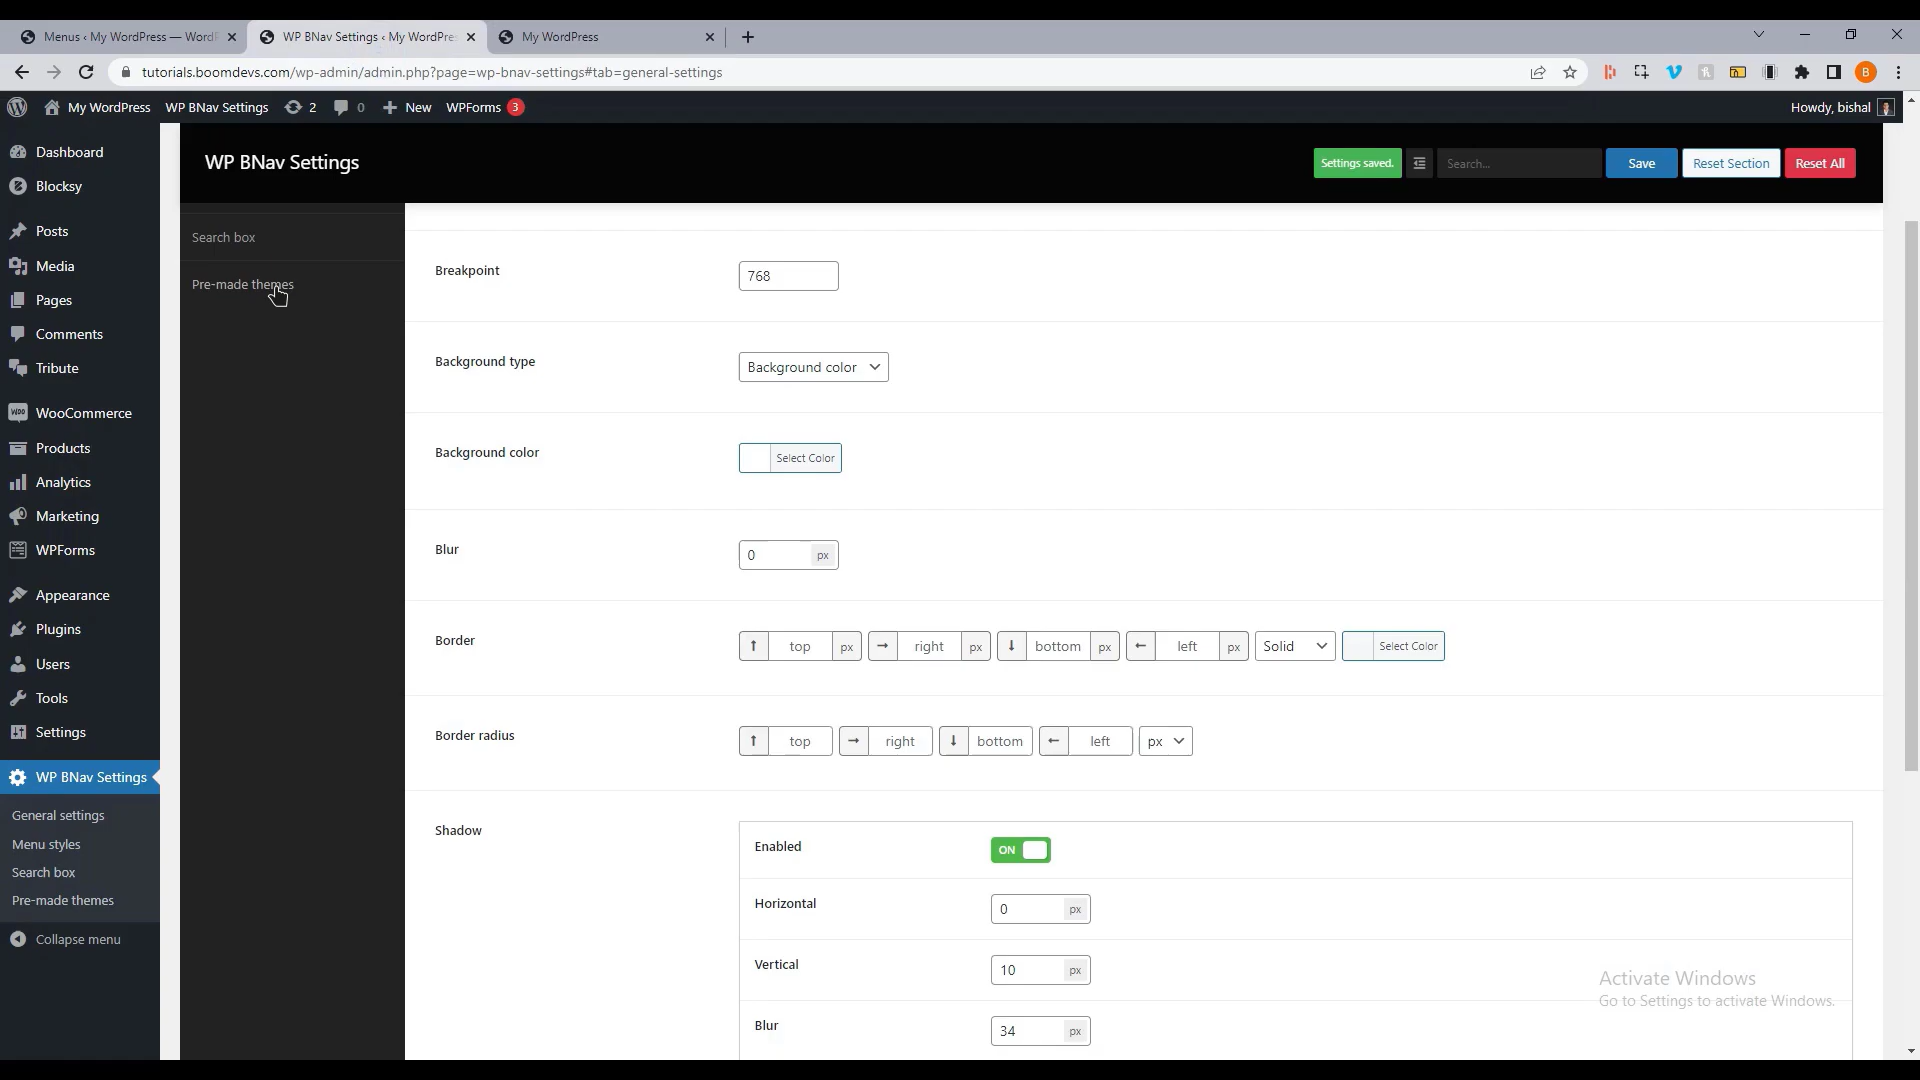 Menus ‹ My WordPress — WordP
WP BNav Settings ‹ My WordPre
My WordPress
tutorials.boomdevs.com/wp-admin/admin.php?page=wp-bnav-settings#tab=general-settings
B
My WordPress
WP BNav Settings
2
0
New
WPForms
3
Howdy, bishal
Dashboard
Blocksy
Posts
Media
Pages
Comments
Tribute
WooCommerce
Products
Analytics
Marketing
WPForms
Appearance
Plugins
Users
Tools
Settings
WP BNav Settings
General settings
Menu styles
Search box
Pre-made themes
Collapse menu
WP BNav Settings
Settings saved.
Search...
Save
Reset Section
Reset All
Search box
Pre-made themes
Breakpoint
768
Background type
Background color
Background color
Select Color
Blur
0 px
Border
top px right px bottom px left px Solid Select Color
Border radius
top right bottom left px
Shadow
Enabled
ON
Horizontal
0 px
Vertical
10 px
Blur
34 px
Activate Windows
Go to Settings to activate Windows.